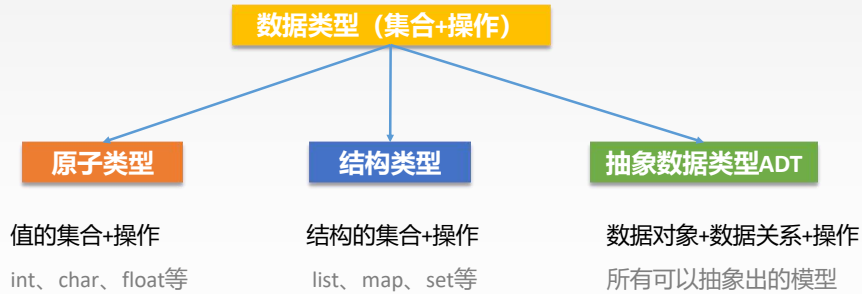 数据类型（集合+操作）
原子类型
结构类型
抽象数据类型ADT
值的集合+操作
结构的集合+操作
数据对象+数据关系+操作
int、char、float等
list、map、set等
所有可以抽象出的模型